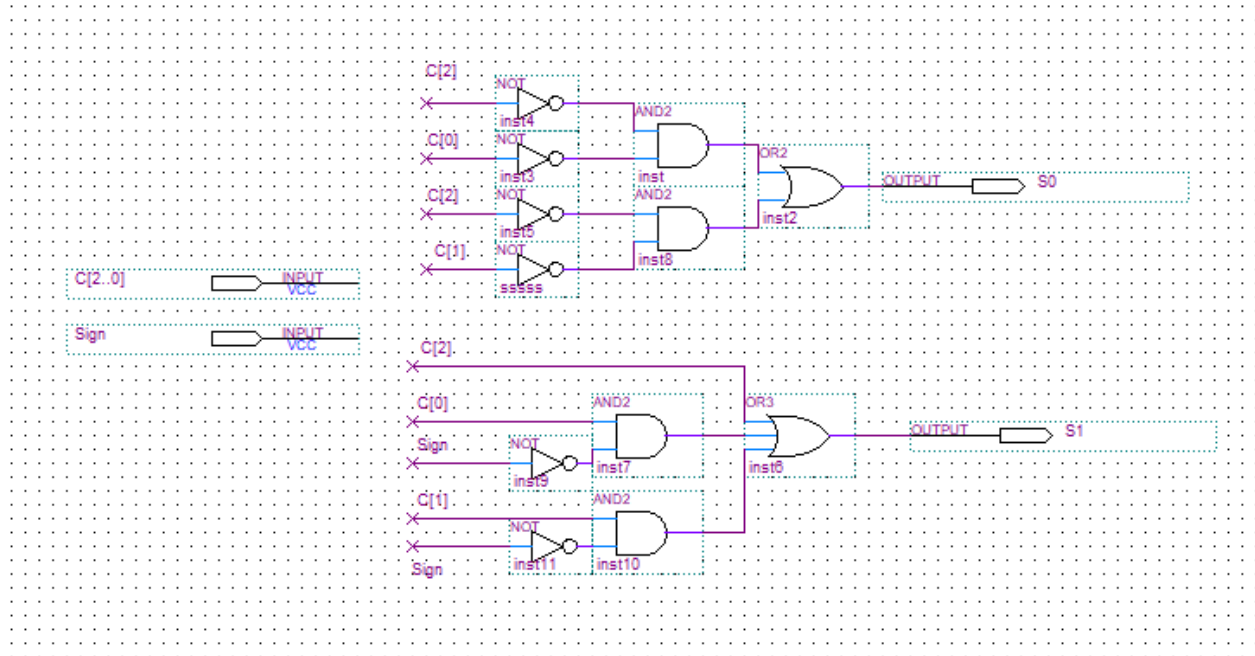 C[2]
NOT
inst4
C[0]
NOT
inst3
AND2
inst
C[2]
NOT
inst5
C[1]
NOT
sssss
AND2
inst8
OR2
inst2
OUTPUT
S0
C[2..0]
INPUT
VCC
Sign
INPUT
VCC
C[2]
C[0]
Sign
NOT
inst9
AND2
inst7
C[1]
NOT
inst11
Sign
AND2
inst10
OR3
inst6
OUTPUT
S1